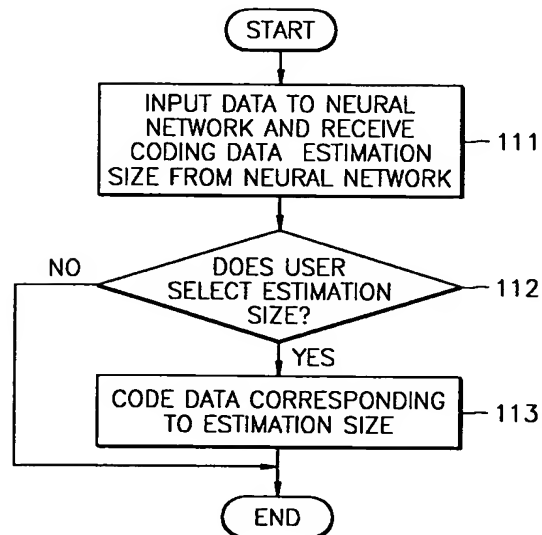 START
INPUT DATA TO NEURAL
NETWORK AND RECEIVE
CODING DATA ESTIMATION
SIZE FROM NEURAL NETWORK
111
NO
DOES USER
SELECT ESTIMATION
SIZE?
112
YES
CODE DATA CORRESPONDING
TO ESTIMATION SIZE
113
END